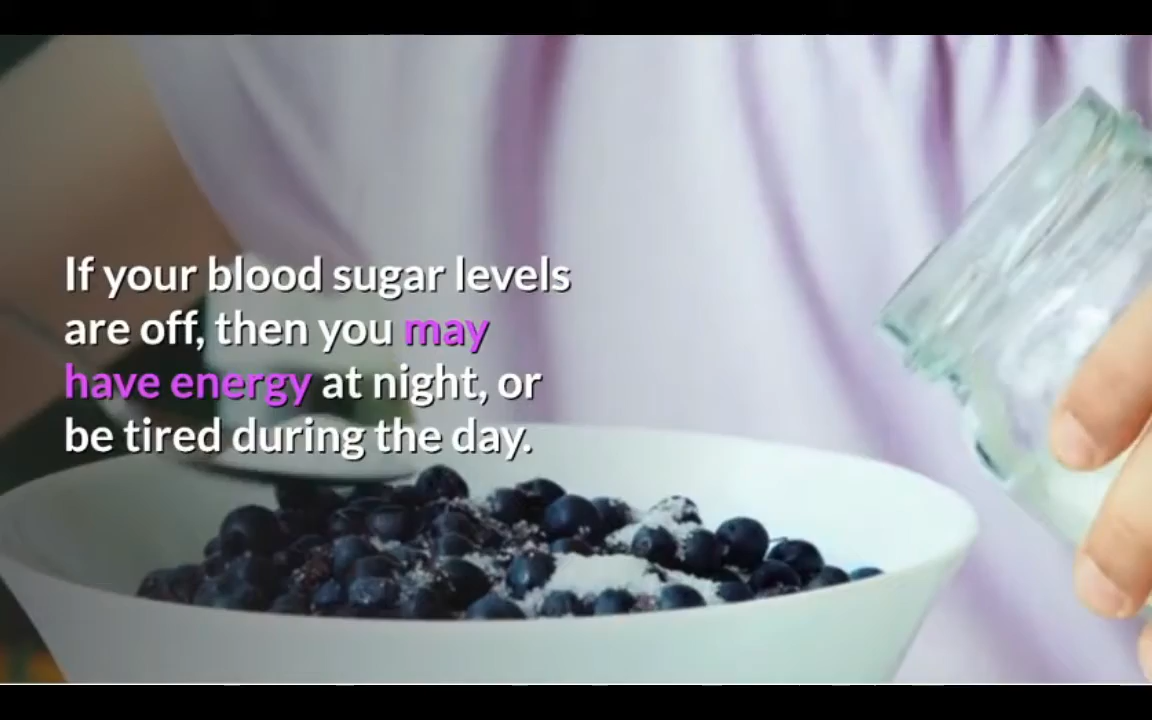 If your blood sugar levels
are off, then you may
have energy at night, or
be tired during the day.